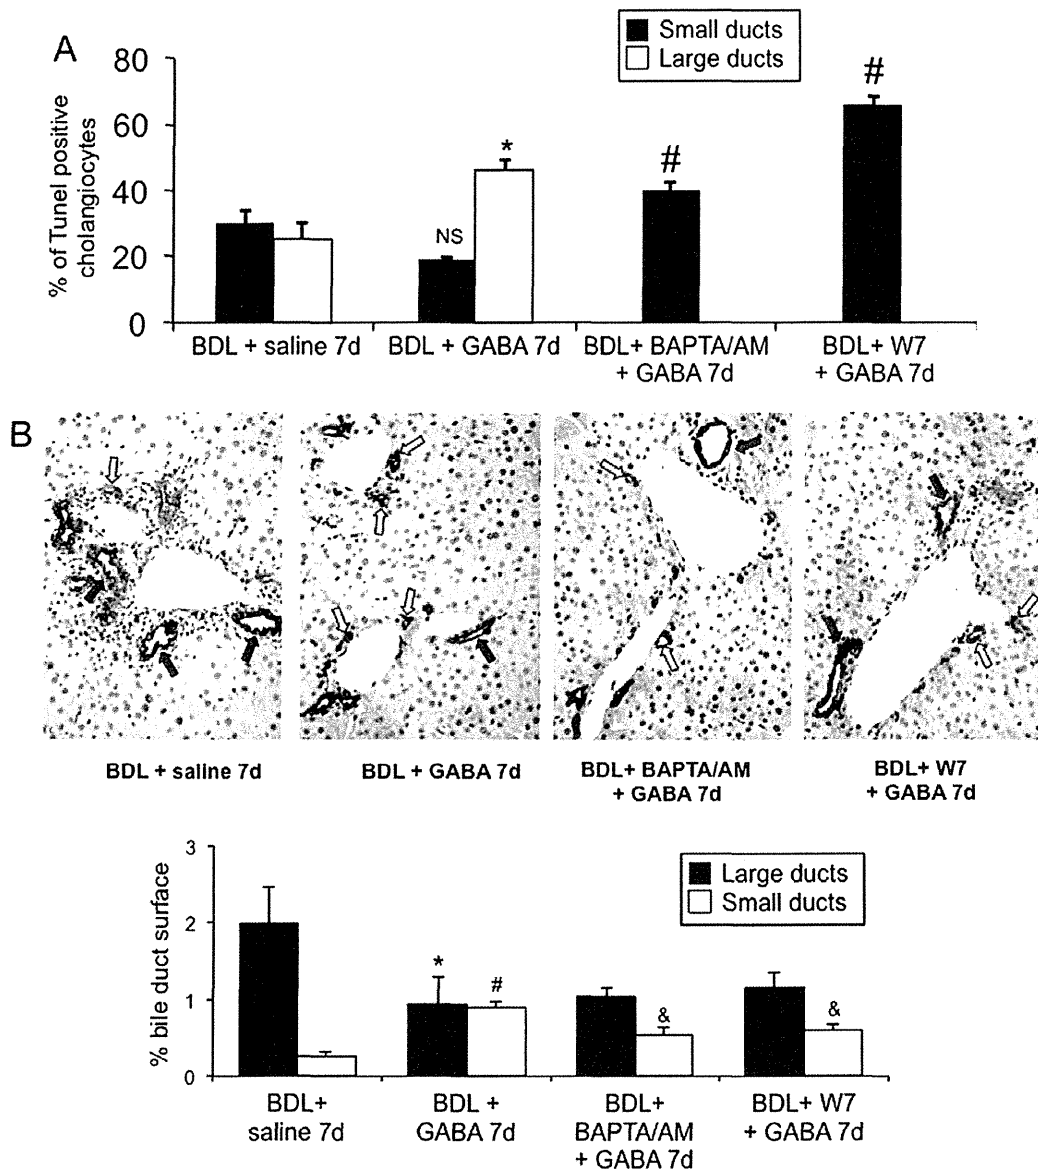 A
Small ducts
Large ducts
% of Tunel positive
cholangiocytes
80
60
40
20
0
NS
*
#
#
BDL + saline 7d
BDL + GABA 7d
BDL+ BAPTA/AM
+ GABA 7d
BDL+ W7
+ GABA 7d
B
BDL + saline 7d
BDL + GABA 7d
BDL+ BAPTA/AM
+ GABA 7d
BDL+ W7
+ GABA 7d
Large ducts
Small ducts
% bile duct surface
3
2
1
0
*
#
&
&
BDL+
saline 7d
BDL +
GABA 7d
BDL+
BAPTA/AM
+ GABA 7d
BDL+ W7
+ GABA 7d